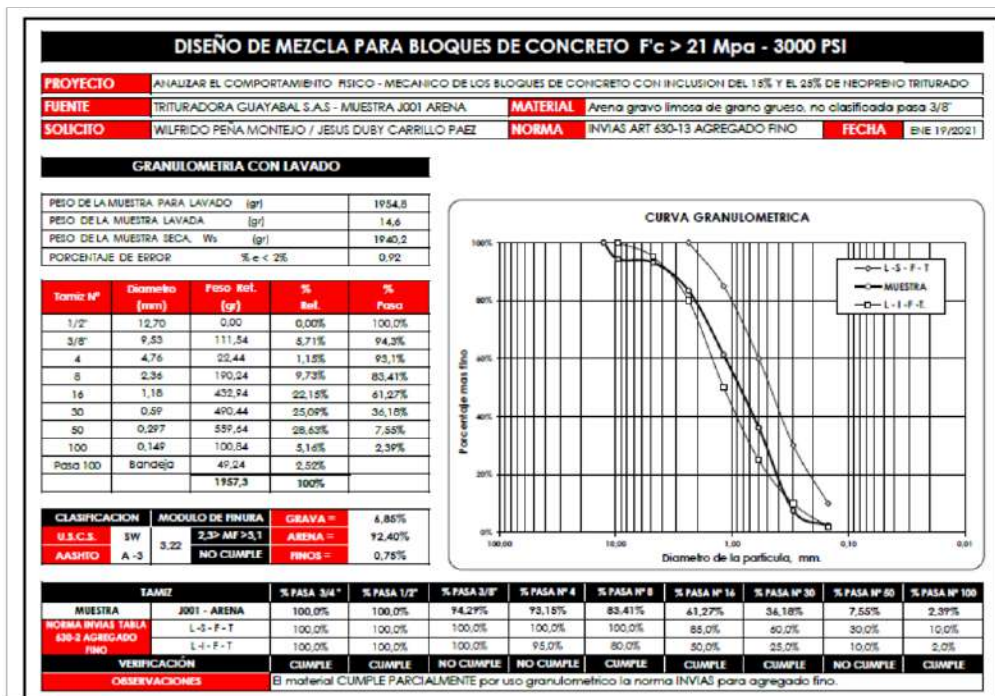 DISEÑO DE MEZCLA PARA BLOQUES DE CONCRETO F'c > 21 Mpa - 3000 PSI
PROYECTO ANALIZAR EL COMPORTAMIENTO FISICO - MECANICO DE LOS BLOQUES DE CONCRETO CON INCLUSION DEL 15% Y EL 25% DE NEOPRENO TRITURADO
FUENTE TRITURADORA GUAYABAL S.A.S - MUESTRA J001 ARENA MATERIAL Arena gravo limosa de grano grueso, no clasificada pasa 3/8"
SOLICITO WILFRIDO PEÑA MONTEJO / JESUS DUBY CARRILLO PAEZ NORMA INVIAS ART 630-13 AGREGADO FINO FECHA ENE 19/2021
GRANULOMETRIA CON LAVADO
PESO DE LA MUESTRA PARA LAVADO (gr) 1954,8
PESO DE LA MUESTRA LAVADA (gr) 14,6
PESO DE LA MUESTRA SECA, Ws (gr) 1940,2
PORCENTAJE DE ERROR % e < 2% 0,92
Tamiz Nº Diametro (mm) Peso Ret. (gr) % Ret. % Pasa
1/2" 12,70 0,00 0,00% 100,0%
3/8" 9,53 111,54 5,71% 94,3%
4 4,76 22,44 1,15% 93,1%
8 2,36 190,24 9,73% 83,41%
16 1,18 432,94 22,15% 61,27%
30 0,59 490,44 25,09% 36,18%
50 0,297 559,64 28,63% 7,55%
100 0,149 100,84 5,16% 2,39%
Pasa 100 Bandeja 49,24 2,52%
1957,3 100%
CLASIFICACION MODULO DE FINURA GRAVA = 6,85%
U.S.C.S. SW 3,22 2,3> MF >3,1 ARENA = 92,40%
AASHTO A -3 NO CUMPLE FINOS = 0,75%
CURVA GRANULOMETRICA
100%
80%
60%
40%
20%
0%
Porcentaje mas fino
L -S - F - T
MUESTRA
L - I - F -T.
100,00 10,00 1,00 0,10 0,01
Diametro de la particula, mm.
TAMIZ % PASA 3/4 " % PASA 1/2" % PASA 3/8" % PASA Nº 4 % PASA Nº 8 % PASA Nº 16 % PASA Nº 30 % PASA Nº 50 % PASA Nº 100
MUESTRA J001 - ARENA 100,0% 100,0% 94,29% 93,15% 83,41% 61,27% 36,18% 7,55% 2,39%
NORMA INVIAS TABLA 630-2 AGREGADO FINO
L -S - F - T 100,0% 100,0% 100,0% 100,0% 100,0% 85,0% 60,0% 30,0% 10,0%
L -I - F - T 100,0% 100,0% 100,0% 95,0% 80,0% 50,0% 25,0% 10,0% 2,0%
VERIFICACIÓN CUMPLE CUMPLE NO CUMPLE NO CUMPLE CUMPLE CUMPLE CUMPLE NO CUMPLE CUMPLE
OBSERVACIONES El material CUMPLE PARCIALMENTE por uso granulometrico la norma INVIAS para agregado fino.